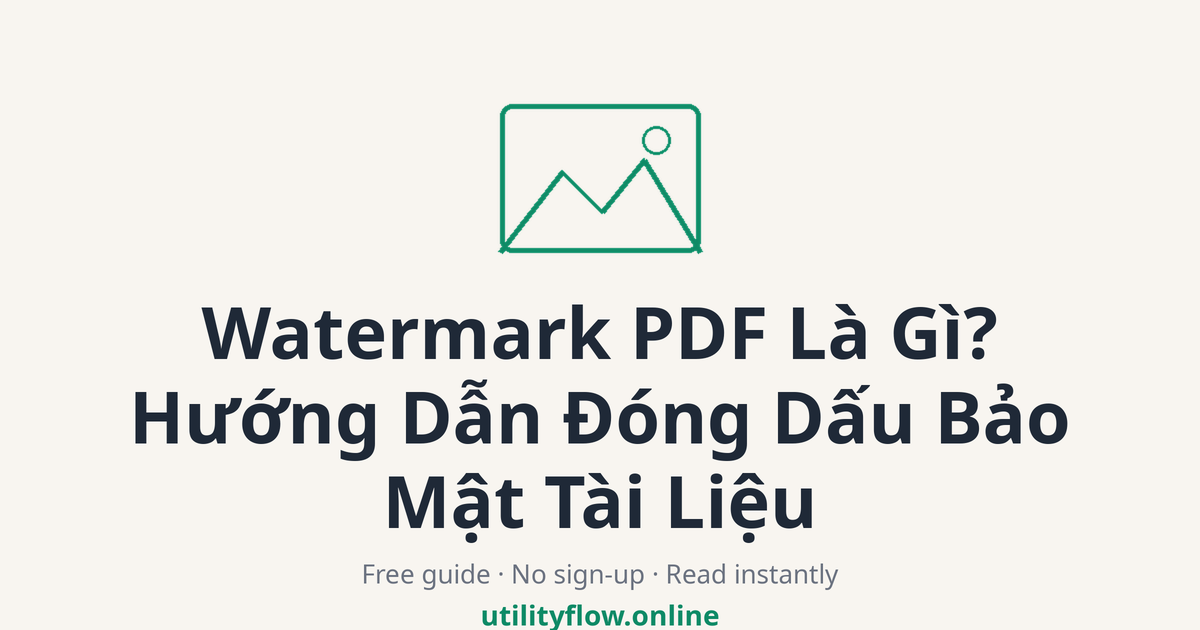 Watermark PDF Là Gì?
Hướng Dẫn Đóng Dấu Bảo
Mật Tài Liệu
Free guide · No sign-up · Read instantly
utilityflow.online